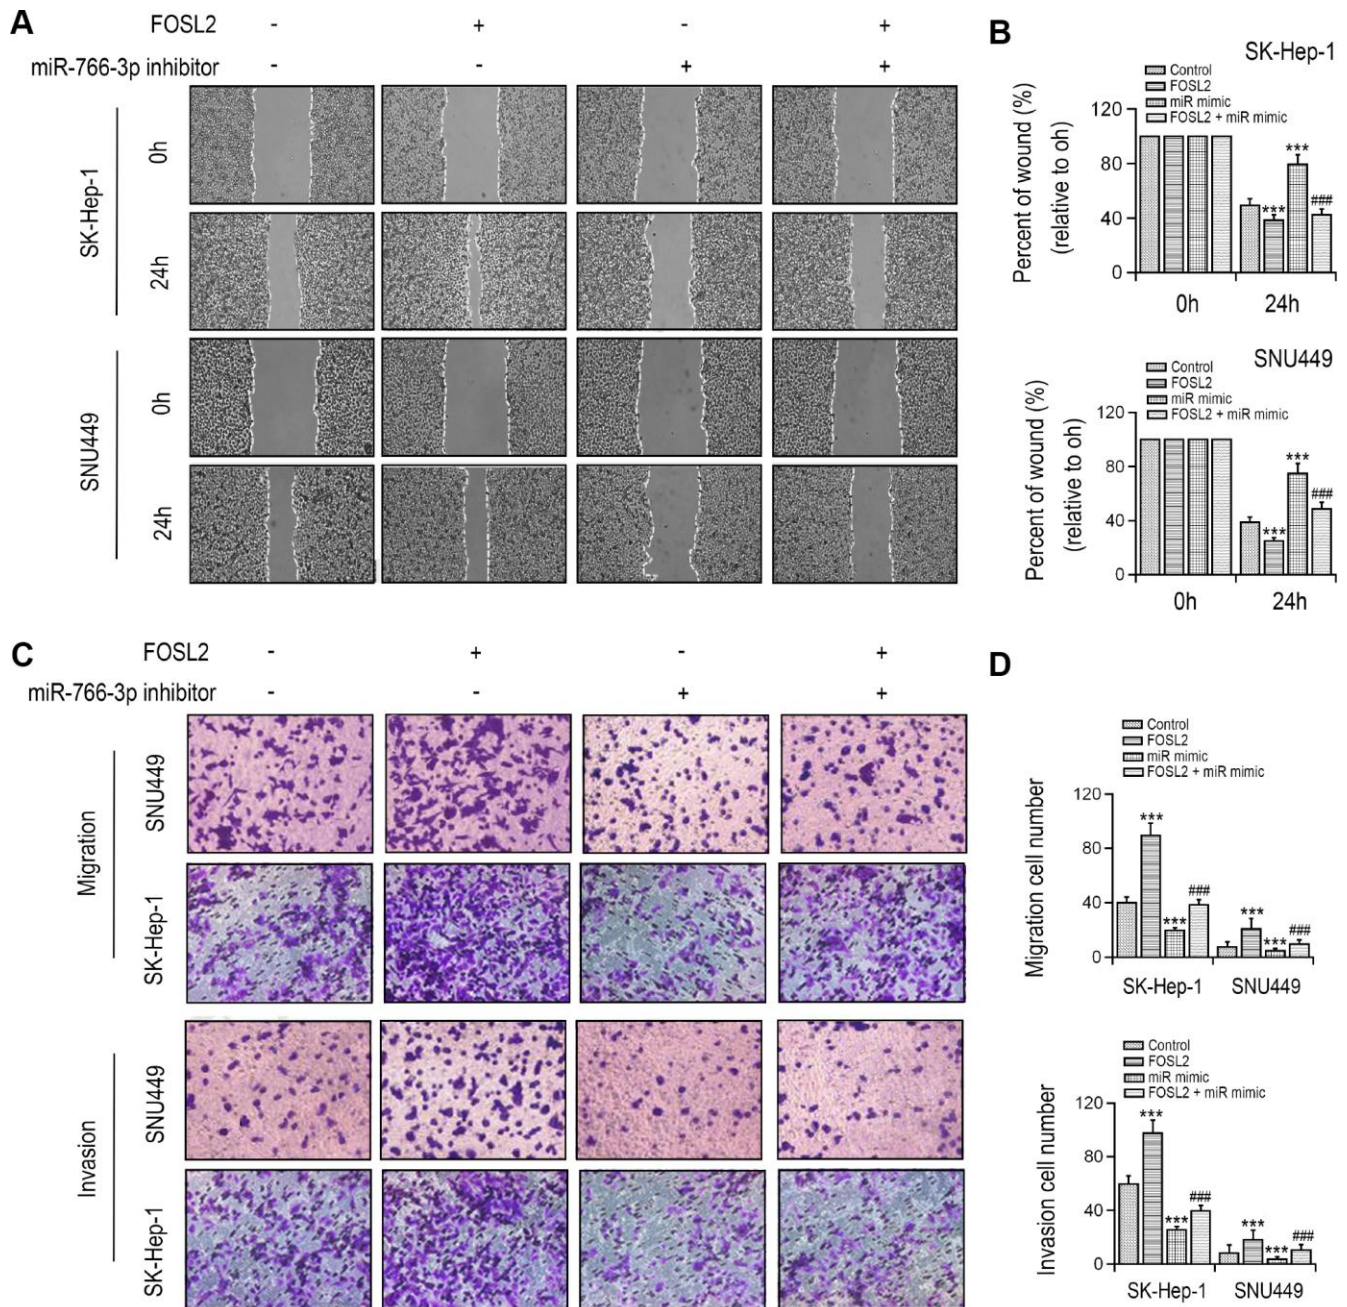 A
FOSL2 - + - +
miR-766-3p inhibitor - - + +
SK-Hep-1
0h
24h
SNU449
0h
24h
B
SK-Hep-1
Control
FOSL2
miR mimic
FOSL2 + miR mimic
Percent of wound (%)
(relative to oh)
120
80
40
0
***
***
###
0h 24h
SNU449
Control
FOSL2
miR mimic
FOSL2 + miR mimic
Percent of wound (%)
(relative to oh)
120
80
40
0
***
***
###
0h 24h
C
FOSL2 - + - +
miR-766-3p inhibitor - - + +
Migration
SNU449
SK-Hep-1
Invasion
SNU449
SK-Hep-1
D
Control
FOSL2
miR mimic
FOSL2 + miR mimic
Migration cell number
120
80
40
0
*** *** ### *** *** ###
SK-Hep-1 SNU449
Control
FOSL2
miR mimic
FOSL2 + miR mimic
Invasion cell number
120
80
40
0
*** *** ### *** *** ###
SK-Hep-1 SNU449